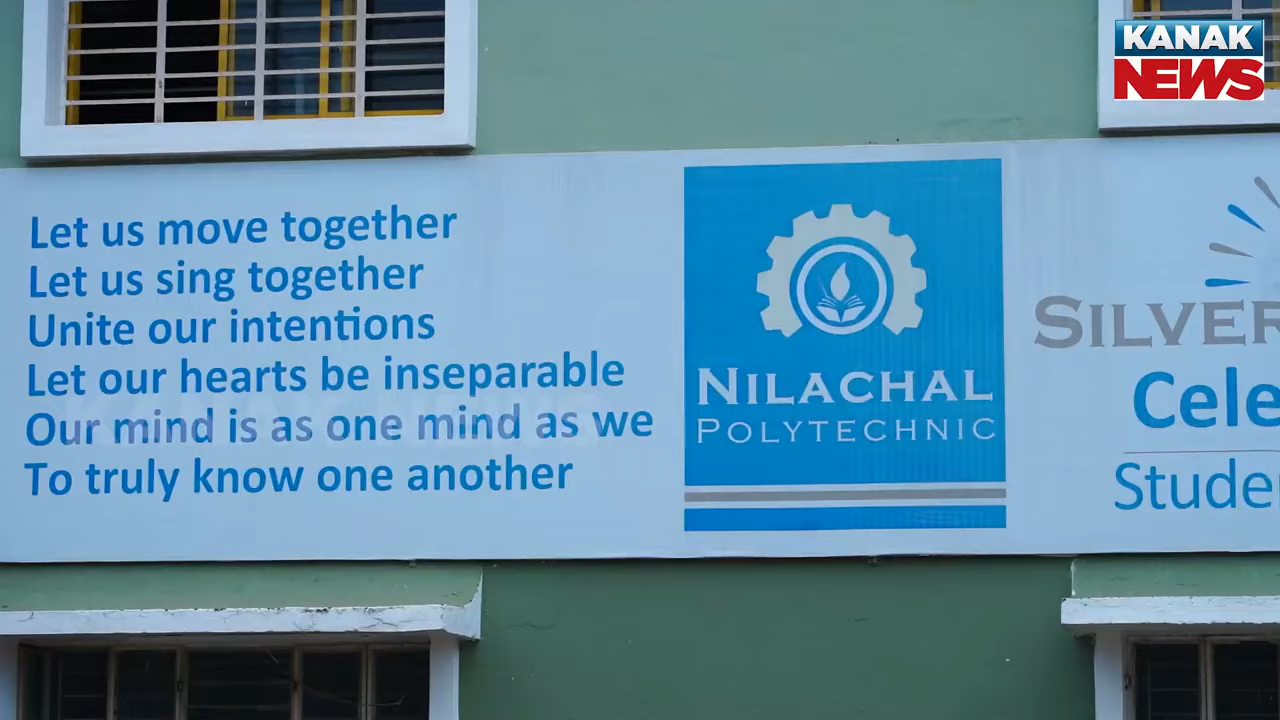 KANAK
NEWS
Let us move together
Let us sing together
Unite our intentions
Let our hearts be inseparable
Our mind is as one mind as we
To truly know one another
NILACHAL
POLYTECHNIC
SILVER
Cele
Studen